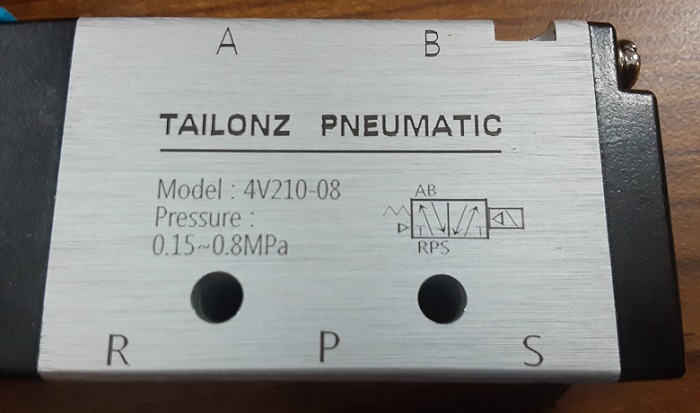 A B
TAILONZ PNEUMATIC
Model : 4V210-08
Pressure :
0.15~0.8MPa
AB
RPS
R P S